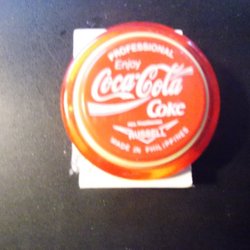 PROFESSIONAL
Enjoy
Coca-Cola
Coke
RUSSELL
MADE IN PHILIPPINES